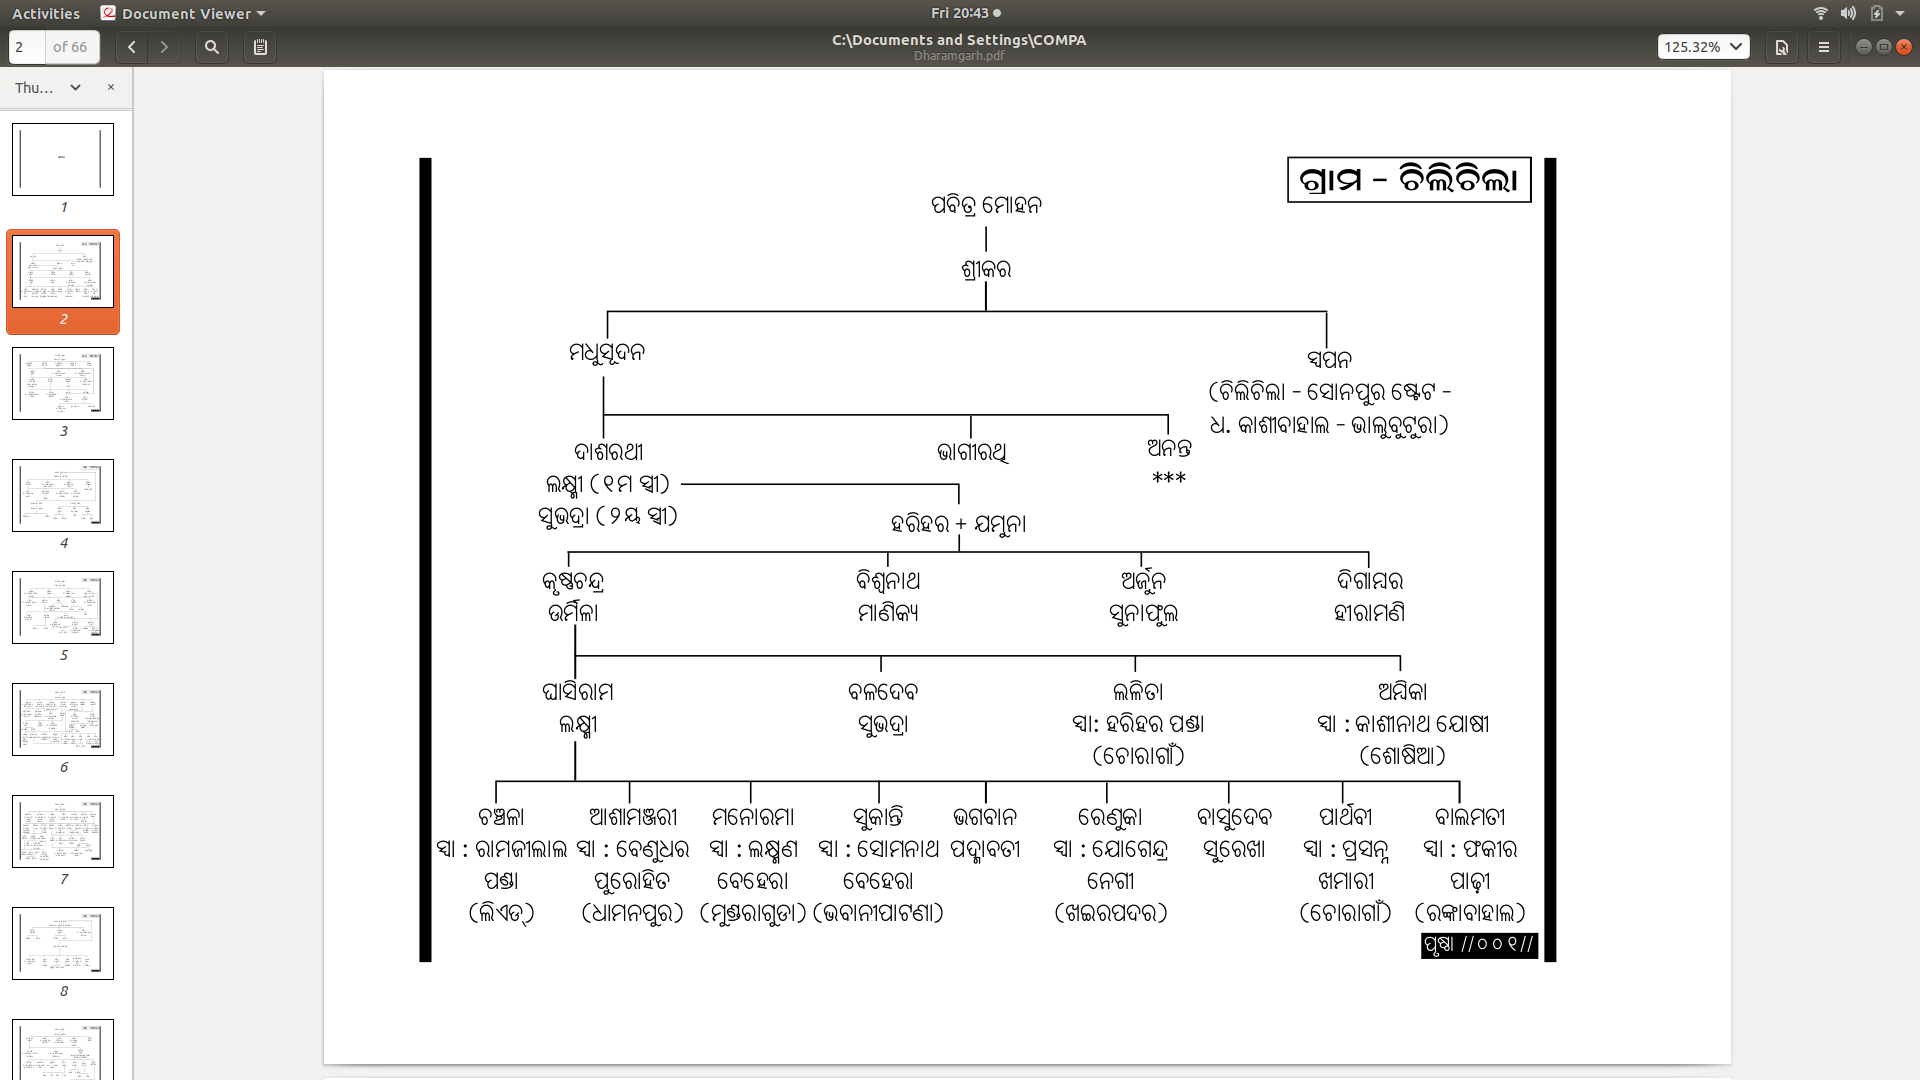 Activities Document Viewer Fri 20:43
2 of 66 C:\Documents and Settings\COMPA 125.32%
Dharamgarh.pdf
Thu...
1
2
3
4
5
6
7
8
ଗ୍ରାମ - ଚିଲିଚିଲା
ପବିତ୍ର ମୋହନ
ଶ୍ରୀକର
ମଧୁସୂଦନ ସ୍ୱପନ
(ଚିଲିଚିଲା - ସୋନପୁର ଷ୍ଟେଟ -
ଧ. କାଶୀବାହାଲ - ଭାଲୁବୁଟୁରା)
ଦାଶରଥୀ ଭାଗୀରଥି ଅନନ୍ତ
ଲକ୍ଷ୍ମୀ (୧ମ ସ୍ତ୍ରୀ) ***
ସୁଭଦ୍ରା (୨ୟ ସ୍ତ୍ରୀ)
ହରିହର + ଯମୁନା
କୃଷ୍ଣଚନ୍ଦ୍ର ବିଶ୍ୱନାଥ ଅର୍ଜୁନ ଦିଗାମ୍ବର
ଉର୍ମିଳା ମାଣିକ୍ୟ ସୁନାଫୁଲ ହୀରାମଣି
ଘାସିରାମ ବଳଦେବ ଲଳିତା ଅମ୍ବିକା
ଲକ୍ଷ୍ମୀ ସୁଭଦ୍ରା ସ୍ୱା: ହରିହର ପଣ୍ଡା ସ୍ୱା : କାଶୀନାଥ ଯୋଷୀ
(ଚୋରାଗାଁ) (ଶୋଷିଆ)
ଚଞ୍ଚଳା ଆଶାମଞ୍ଜରୀ ମନୋରମା ସୁକାନ୍ତି ଭଗବାନ ରେଣୁକା ବାସୁଦେବ ପାର୍ଥିବୀ ବାଲମତୀ
ସ୍ୱା : ରାମଜୀଲାଲ ସ୍ୱା : ବେଣୁଧର ସ୍ୱା : ଲକ୍ଷ୍ମଣ ସ୍ୱା : ସୋମନାଥ ପଦ୍ମାବତୀ ସ୍ୱା : ଯୋଗେନ୍ଦ୍ର ସୁରେଖା ସ୍ୱା : ପ୍ରସନ୍ନ ସ୍ୱା : ଫକୀର
ପଣ୍ଡା ପୁରୋହିତ ବେହେରା ବେହେରା ନେଗୀ ଖମାରୀ ପାଢ଼ୀ
(ଲିଏଡ୍) (ଧାମନପୁର) (ମୁଣ୍ଡରାଗୁଡା) (ଭବାନୀପାଟଣା) (ଖଇରପଦର) (ଚୋରାଗାଁ) (ରଙ୍କାବାହାଲ)
ପୃଷ୍ଠା //୦୦୧//